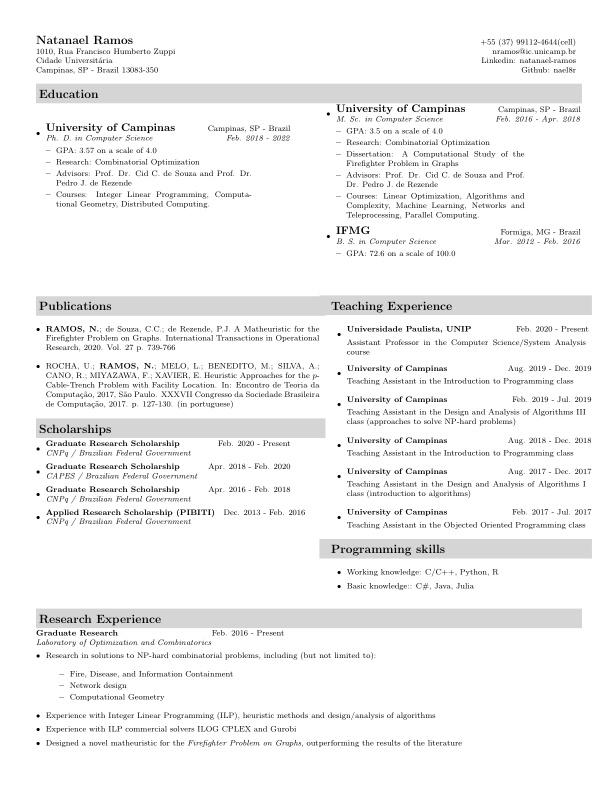 Natanael Ramos
1010, Rua Francisco Humberto Zuppi
Cidade Universitária
Campinas, SP - Brazil 13083-350
+55 (37) 99112-4644(cell)
nramos@ic.unicamp.br
Linkedin: natanael-ramos
Github: nael8r
Education
• University of Campinas Campinas, SP - Brazil
Ph. D. in Computer Science Feb. 2018 - 2022
– GPA: 3.57 on a scale of 4.0
– Research: Combinatorial Optimization
– Advisors: Prof. Dr. Cid C. de Souza and Prof. Dr.
Pedro J. de Rezende
– Courses: Integer Linear Programming, Computa-
tional Geometry, Distributed Computing.
• University of Campinas Campinas, SP - Brazil
M. Sc. in Computer Science Feb. 2016 - Apr. 2018
– GPA: 3.5 on a scale of 4.0
– Research: Combinatorial Optimization
– Dissertation: A Computational Study of the
Firefighter Problem in Graphs
– Advisors: Prof. Dr. Cid C. de Souza and Prof.
Dr. Pedro J. de Rezende
– Courses: Linear Optimization, Algorithms and
Complexity, Machine Learning, Networks and
Teleprocessing, Parallel Computing.
• IFMG Formiga, MG - Brazil
B. S. in Computer Science Mar. 2012 - Feb. 2016
– GPA: 72.6 on a scale of 100.0
Publications
• RAMOS, N.; de Souza, C.C.; de Rezende, P.J. A Matheuristic for the
Firefighter Problem on Graphs. International Transactions in Operational
Research, 2020. Vol. 27 p. 739-766
• ROCHA, U.; RAMOS, N.; MELO, L.; BENEDITO, M.; SILVA, A.;
CANO, R.; MIYAZAWA, F.; XAVIER, E. Heuristic Approaches for the p-
Cable-Trench Problem with Facility Location. In: Encontro de Teoria da
Computação, 2017, São Paulo. XXXVII Congresso da Sociedade Brasileira
de Computação, 2017. p. 127-130. (in portuguese)
Scholarships
• Graduate Research Scholarship Feb. 2020 - Present
CNPq / Brazilian Federal Government
• Graduate Research Scholarship Apr. 2018 - Feb. 2020
CAPES / Brazilian Federal Government
• Graduate Research Scholarship Apr. 2016 - Feb. 2018
CNPq / Brazilian Federal Government
• Applied Research Scholarship (PIBITI) Dec. 2013 - Feb. 2016
CNPq / Brazilian Federal Government
Teaching Experience
• Universidade Paulista, UNIP Feb. 2020 - Present
Assistant Professor in the Computer Science/System Analysis
course
• University of Campinas Aug. 2019 - Dec. 2019
Teaching Assistant in the Introduction to Programming class
• University of Campinas Feb. 2019 - Jul. 2019
Teaching Assistant in the Design and Analysis of Algorithms III
class (approaches to solve NP-hard problems)
• University of Campinas Aug. 2018 - Dec. 2018
Teaching Assistant in the Introduction to Programming class
• University of Campinas Aug. 2017 - Dec. 2017
Teaching Assistant in the Design and Analysis of Algorithms I
class (introduction to algorithms)
• University of Campinas Feb. 2017 - Jul. 2017
Teaching Assistant in the Objected Oriented Programming class
Programming skills
• Working knowledge: C/C++, Python, R
• Basic knowledge:: C#, Java, Julia
Research Experience
Graduate Research Feb. 2016 - Present
Laboratory of Optimization and Combinatorics
• Research in solutions to NP-hard combinatorial problems, including (but not limited to):
– Fire, Disease, and Information Containment
– Network design
– Computational Geometry
• Experience with Integer Linear Programming (ILP), heuristic methods and design/analysis of algorithms
• Experience with ILP commercial solvers ILOG CPLEX and Gurobi
• Designed a novel matheuristic for the Firefighter Problem on Graphs, outperforming the results of the literature